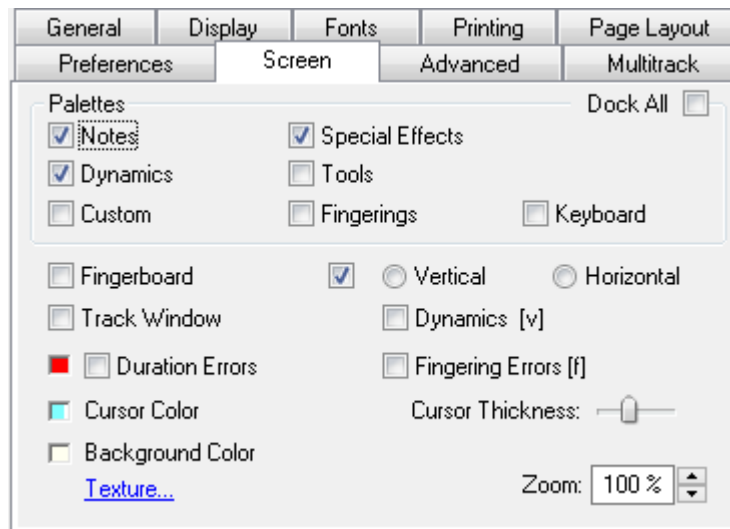 General Display Fonts Printing Page Layout
Preferences Screen Advanced Multitrack
Palettes Dock All
Notes Special Effects
Dynamics Tools
Custom Fingerings Keyboard
Fingerboard Vertical Horizontal
Track Window Dynamics [v]
Duration Errors Fingering Errors [f]
Cursor Color Cursor Thickness:
Background Color
Texture... Zoom: 100 %